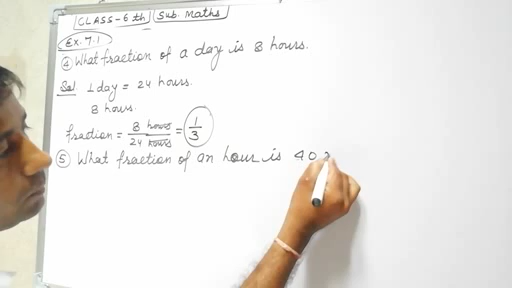 CLASS-6th Sub. Maths
Ex. 7.1
④ What fraction of a day is 8 hours.
Sol. 1 day = 24 hours.
8 hours.
fraction = 8 hours / 24 hours = 1/3
⑤ What fraction of an hour is 40